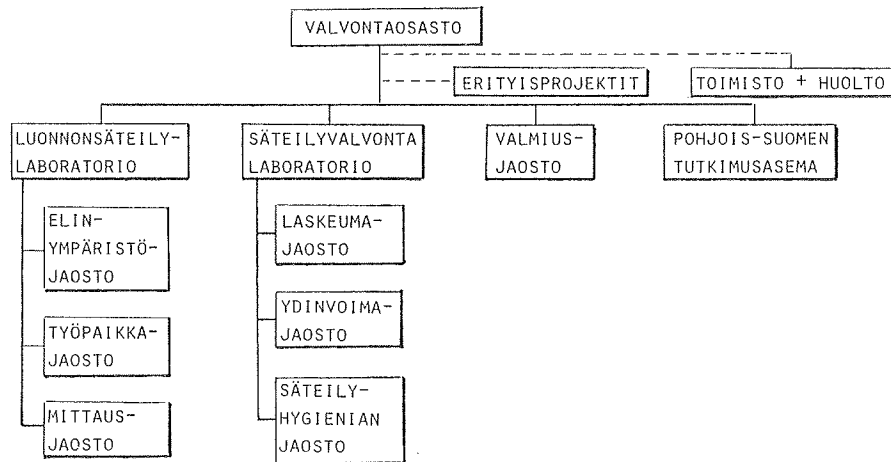 VALVONTAOSASTO
ERITYISPROJEKTIT
TOIMISTO + HUOLTO
LUONNONSÄTEILY-
LABORATORIO
SÄTEILYVALVONTA
LABORATORIO
VALMIUS-
JAOSTO
POHJOIS-SUOMEN
TUTKIMUSASEMA
ELIN-
YMPÄRISTÖ-
JAOSTO
TYÖPAIKKA-
JAOSTO
MITTAUS-
JAOSTO
LASKEUMA-
JAOSTO
YDINVOIMA-
JAOSTO
SÄTEILY-
HYGIENIAN
JAOSTO